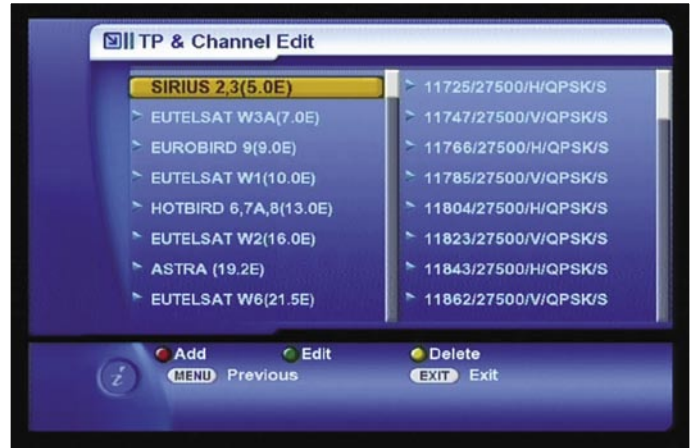 TP & Channel Edit
SIRIUS 2,3(5.0E)
EUTELSAT W3A(7.0E)
EUROBIRD 9(9.0E)
EUTELSAT W1(10.0E)
HOTBIRD 6,7A,8(13.0E)
EUTELSAT W2(16.0E)
ASTRA (19.2E)
EUTELSAT W6(21.5E)
11725/27500/H/QPSK/S
11747/27500/V/QPSK/S
11766/27500/H/QPSK/S
11785/27500/V/QPSK/S
11804/27500/H/QPSK/S
11823/27500/V/QPSK/S
11843/27500/H/QPSK/S
11862/27500/V/QPSK/S
Add Edit Delete
MENU Previous EXIT Exit
i